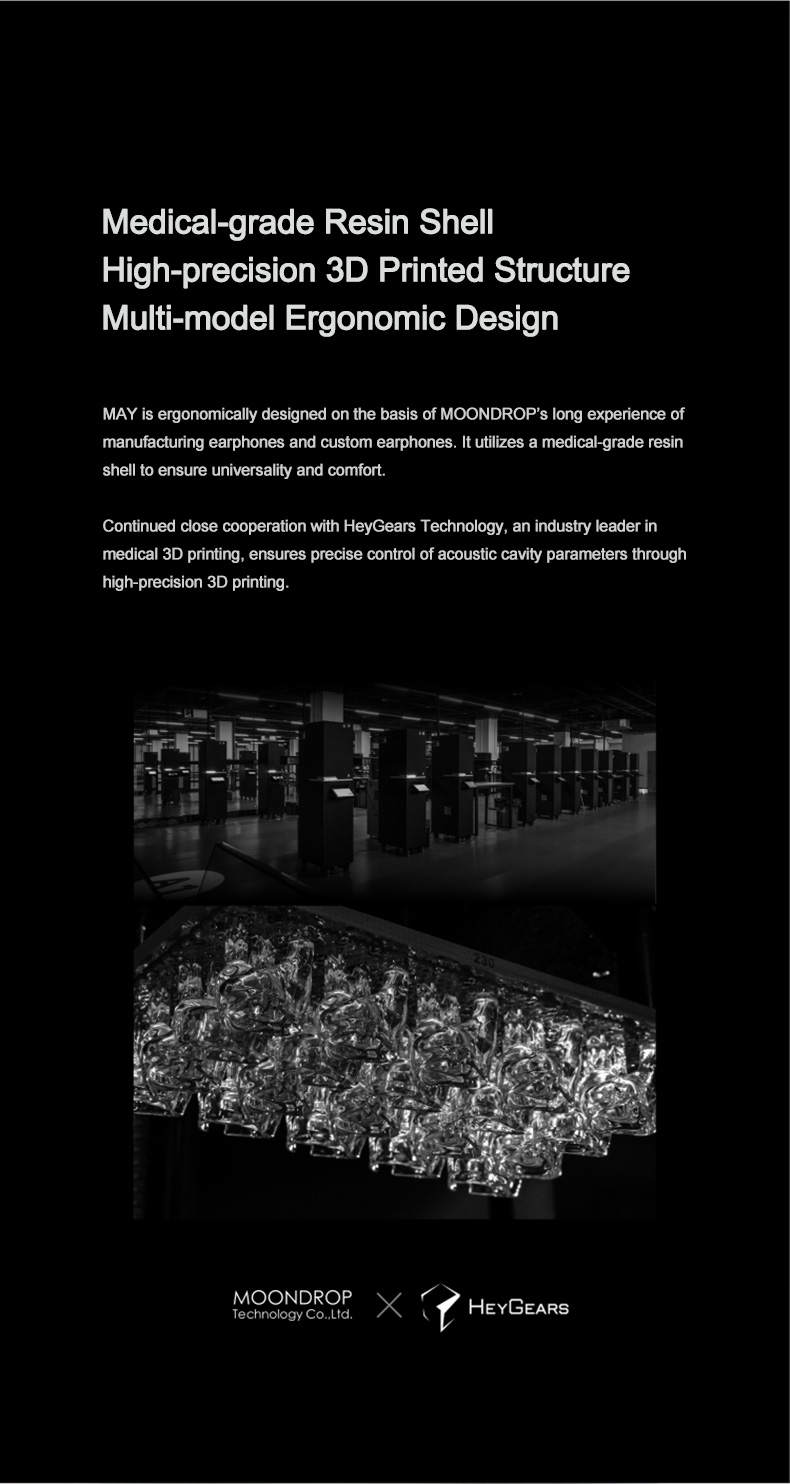 Medical-grade Resin Shell
High-precision 3D Printed Structure
Multi-model Ergonomic Design
MAY is ergonomically designed on the basis of MOONDROP’s long experience of
manufacturing earphones and custom earphones. It utilizes a medical-grade resin
shell to ensure universality and comfort.
Continued close cooperation with HeyGears Technology, an industry leader in
medical 3D printing, ensures precise control of acoustic cavity parameters through
high-precision 3D printing.
230
MOONDROP
Technology Co.,Ltd.
HEYGEARS